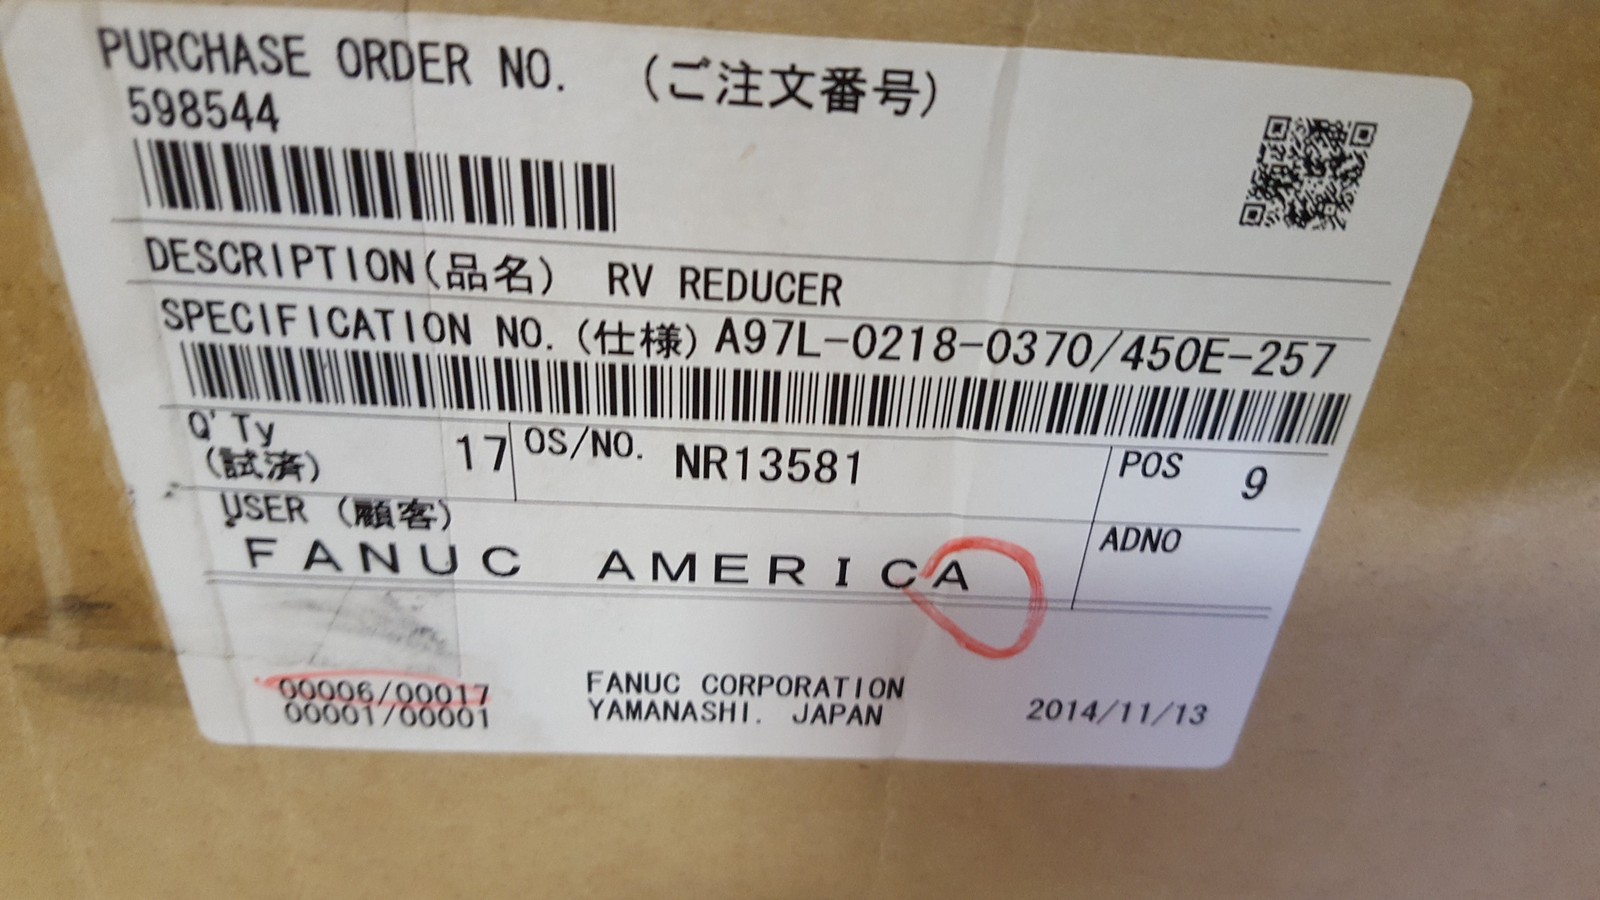 PURCHASE ORDER NO. (ご注文番号)
598544
DESCRIPTION(品名) RV REDUCER
SPECIFICATION NO.(仕様) A97L-0218-0370/450E-257
Q'Ty
(試済) 17
OS/NO. NR13581
POS 9
USER (顧客)
FANUC AMERICA
ADNO
00006/00017
00001/00001
FANUC CORPORATION
YAMANASHI. JAPAN
2014/11/13